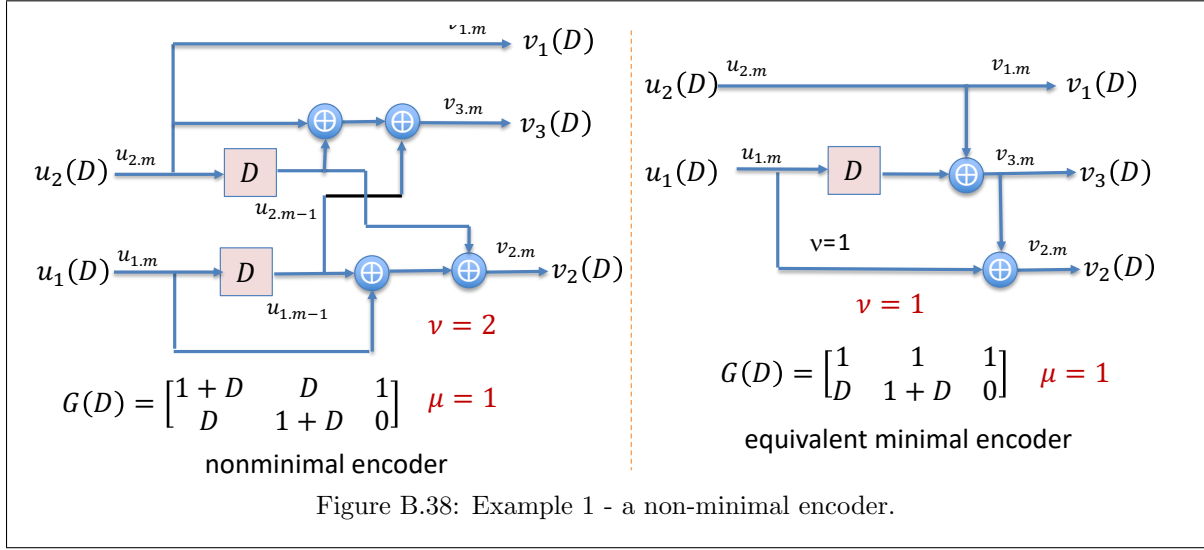 v₁.ₘ
v₁(D)
v₃.ₘ
v₃(D)
u₂(D)
u₂.ₘ
D
u₂.ₘ₋₁
u₁(D)
u₁.ₘ
D
u₁.ₘ₋₁
v₂.ₘ
v₂(D)
ν = 2
G(D) = [1 + D D 1
D 1 + D 0] μ = 1
nonminimal encoder
u₂(D)
u₂.ₘ
v₁.ₘ
v₁(D)
u₁(D)
u₁.ₘ
D
v₃.ₘ
v₃(D)
ν=1
v₂.ₘ
v₂(D)
ν = 1
G(D) = [1 1 1
D 1 + D 0] μ = 1
equivalent minimal encoder
Figure B.38: Example 1 - a non-minimal encoder.